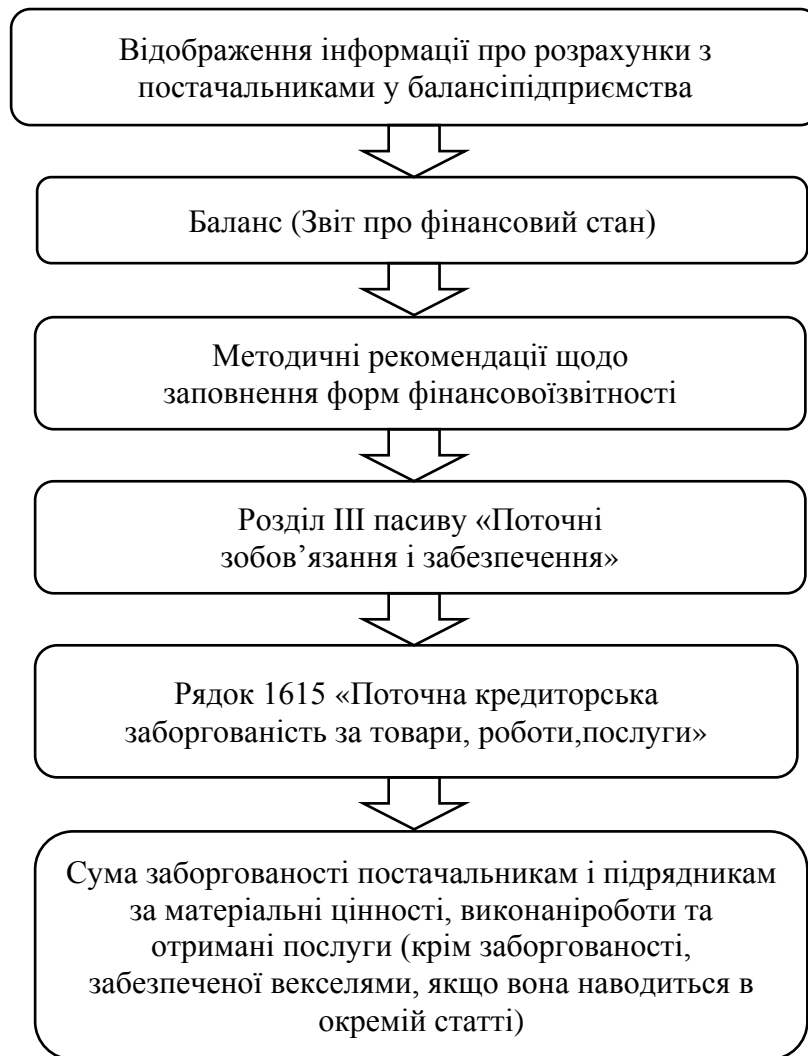 Відображення інформації про розрахунки з
постачальниками у балансіпідприємства
Баланс (Звіт про фінансовий стан)
Методичні рекомендації щодо
заповнення форм фінансовоїзвітності
Розділ III пасиву «Поточні
зобов’язання і забезпечення»
Рядок 1615 «Поточна кредиторська
заборгованість за товари, роботи,послуги»
Сума заборгованості постачальникам і підрядникам
за матеріальні цінності, виконаніроботи та
отримані послуги (крім заборгованості,
забезпеченої векселями, якщо вона наводиться в
окремій статті)